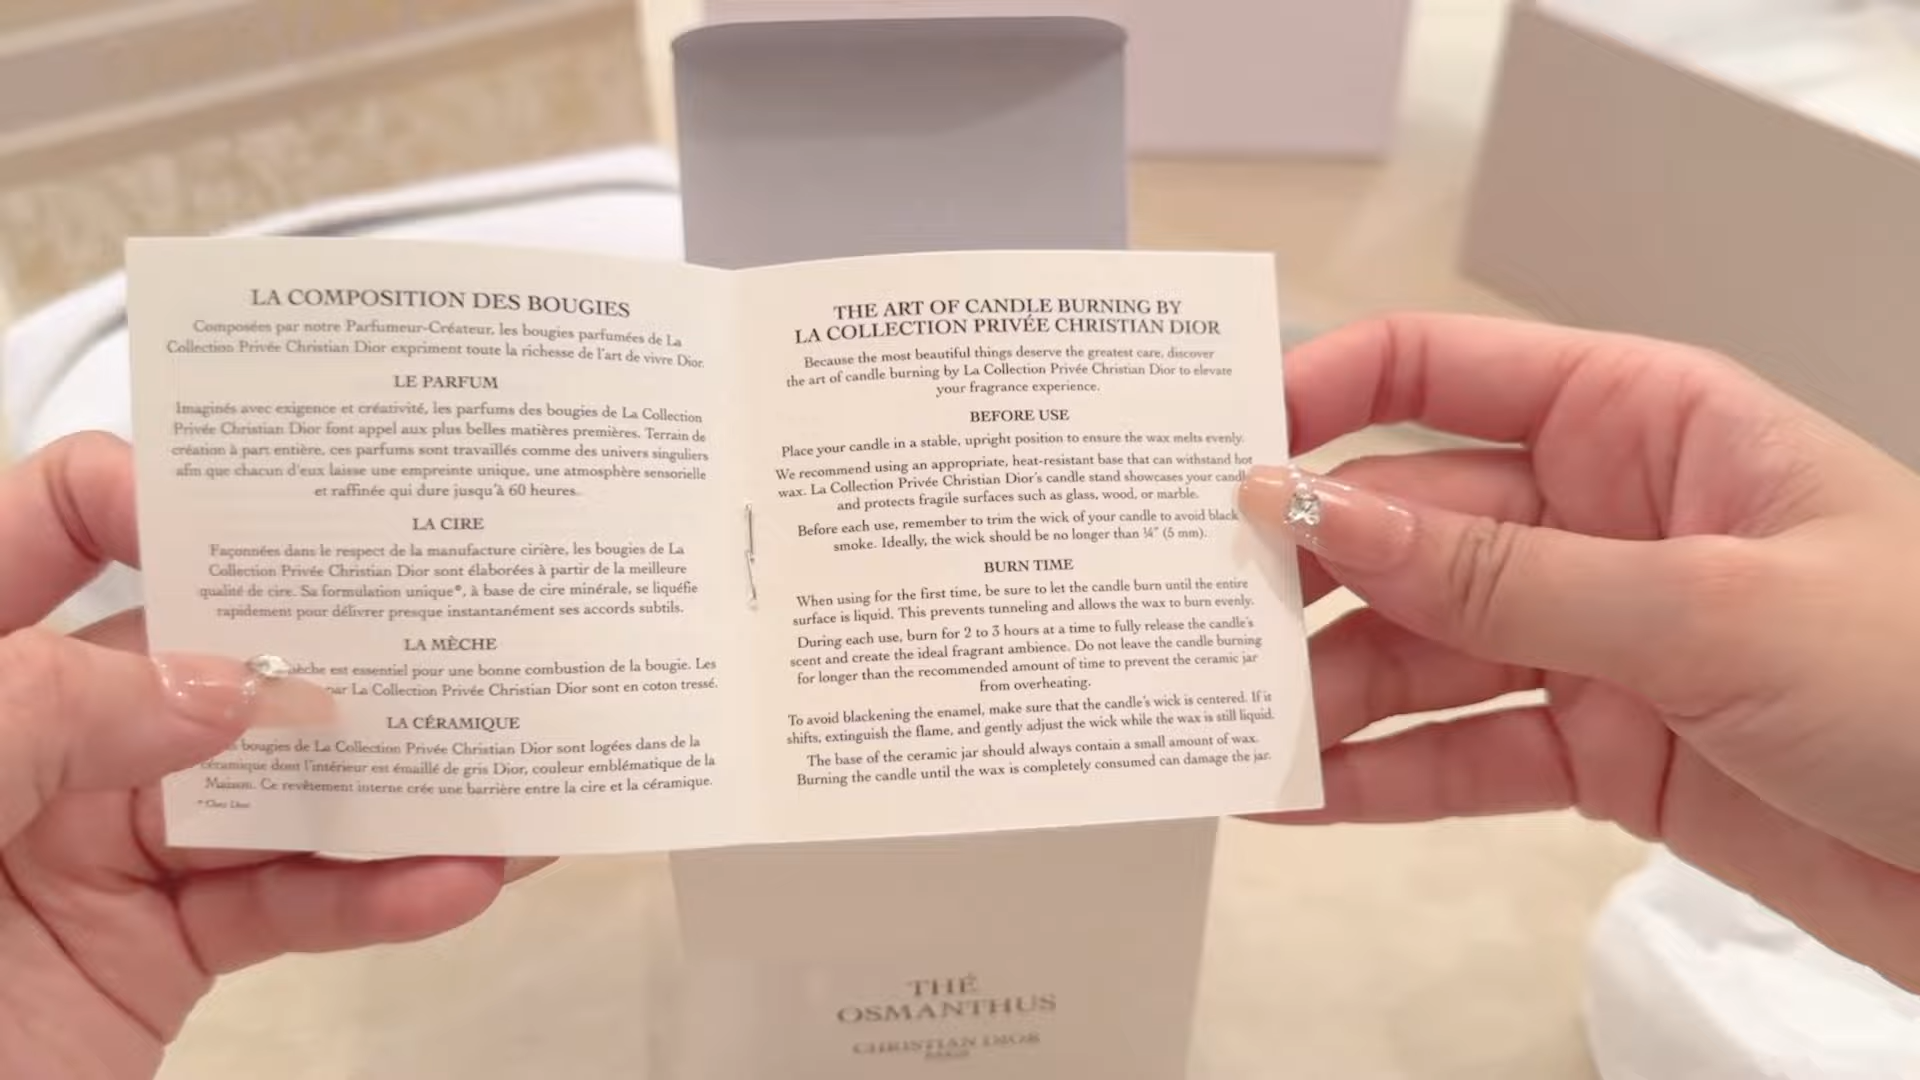 LA COMPOSITION DES BOUGIES
Composées par notre Parfumeur-Créateur, les bougies parfumées de La
Collection Privée Christian Dior expriment toute la richesse de l'art de vivre Dior.
LE PARFUM
Imaginés avec exigence et créativité, les parfums des bougies de La Collection
Privée Christian Dior font appel aux plus belles matières premières. Terrain de
création à part entière, ces parfums sont travaillés comme des univers singuliers
afin que chacun d'eux laisse une empreinte unique, une atmosphère sensorielle
et raffinée qui dure jusqu'à 60 heures.
LA CIRE
Façonnées dans le respect de la manufacture cirière, les bougies de La
Collection Privée Christian Dior sont élaborées à partir de la meilleure
qualité de cire. Sa formulation unique*, à base de cire minérale, se liquéfie
rapidement pour délivrer presque instantanément ses accords subtils.
LA MÈCHE
est essentiel pour une bonne combustion de la bougie. Les
par La Collection Privée Christian Dior sont en coton tressé.
LA CÉRAMIQUE
bougies de La Collection Privée Christian Dior sont logées dans de la
céramique dont l'intérieur est émaillé de gris Dior, couleur emblématique de la
Maison. Ce revêtement interne crée une barrière entre la cire et la céramique.
* Chez Dior
THE ART OF CANDLE BURNING BY
LA COLLECTION PRIVÉE CHRISTIAN DIOR
Because the most beautiful things deserve the greatest care, discover
the art of candle burning by La Collection Privée Christian Dior to elevate
your fragrance experience.
BEFORE USE
Place your candle in a stable, upright position to ensure the wax melts evenly.
We recommend using an appropriate, heat-resistant base that can withstand hot
wax. La Collection Privée Christian Dior's candle stand showcases your candl
and protects fragile surfaces such as glass, wood, or marble.
Before each use, remember to trim the wick of your candle to avoid black
smoke. Ideally, the wick should be no longer than ¼" (5 mm).
BURN TIME
When using for the first time, be sure to let the candle burn until the entire
surface is liquid. This prevents tunneling and allows the wax to burn evenly.
During each use, burn for 2 to 3 hours at a time to fully release the candle's
scent and create the ideal fragrant ambience. Do not leave the candle burning
for longer than the recommended amount of time to prevent the ceramic jar
from overheating.
To avoid blackening the enamel, make sure that the candle's wick is centered. If it
shifts, extinguish the flame, and gently adjust the wick while the wax is still liquid.
The base of the ceramic jar should always contain a small amount of wax.
Burning the candle until the wax is completely consumed can damage the jar.
THÉ
OSMANTHUS
CHRISTIAN DIOR
PARIS